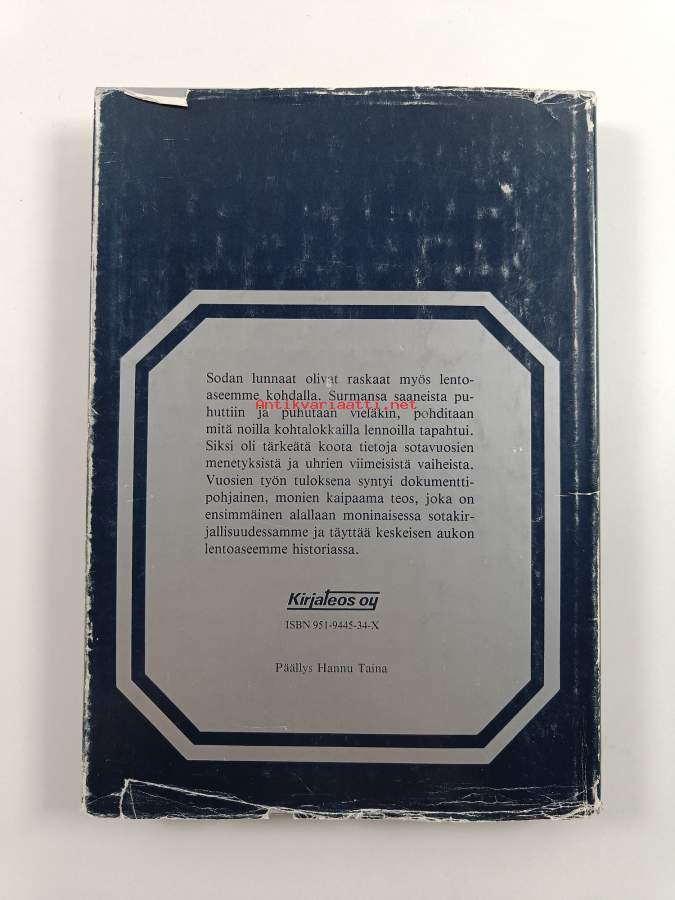 Sodan lunnaat olivat raskaat myös lento-
aseemme kohdalla. Surmansa saaneista pu-
Antikvariaatti.net
huttiin ja puhutaan vieläkin, pohditaan
mitä noilla kohtalokkailla lennoilla tapahtui.
Siksi oli tärkeätä koota tietoja sotavuosien
menetyksistä ja uhrien viimeisistä vaiheista.
Vuosien työn tuloksena syntyi dokumentti-
pohjainen, monien kaipaama teos, joka on
ensimmäinen alallaan moninaisessa sotakir-
jallisuudessamme ja täyttää keskeisen aukon
lentoaseemme historiassa.
Kirjateos oy
ISBN 951-9445-34-X
Päällys Hannu Taina